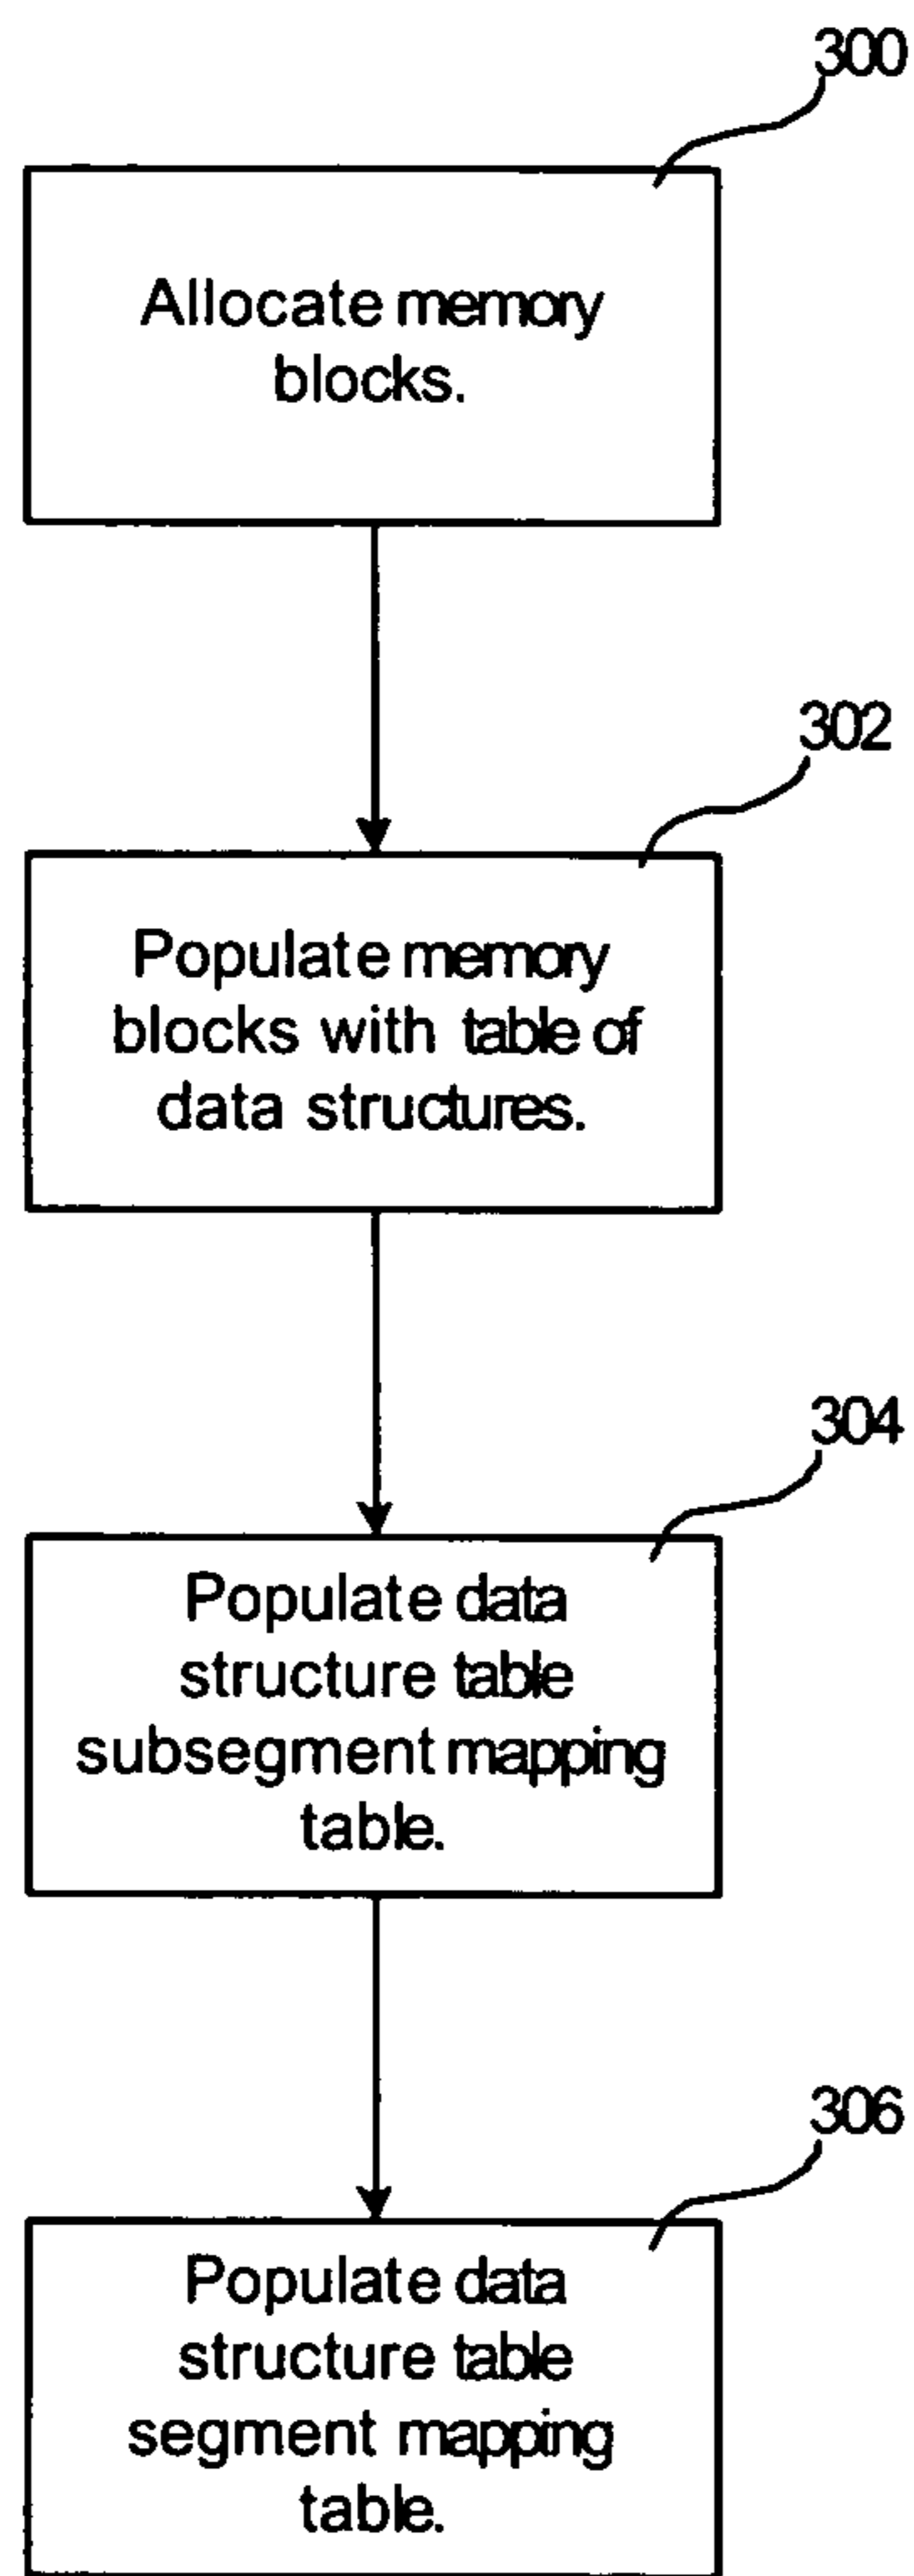 300
Allocate memory
blocks.
302
Populate memory
blocks with table of
data structures.
304
Populate data
structure table
subsegment mapping
table.
306
Populate data
structure table
segment mapping
table.